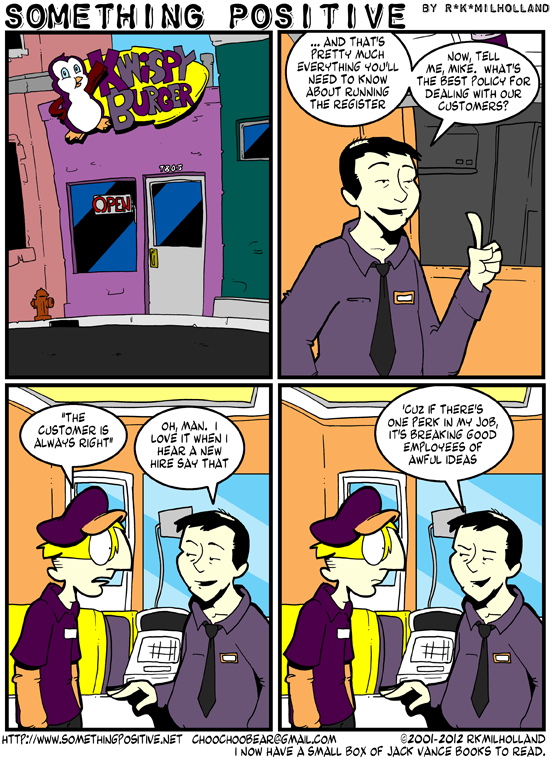 SOMETHING POSITIVE BY R*K*MILHOLLAND
KWISPY
BURGER
7805
OPEN
... AND THAT'S
PRETTY MUCH
EVERYTHING YOU'LL
NEED TO KNOW
ABOUT RUNNING
THE REGISTER
NOW, TELL
ME, MIKE. WHAT'S
THE BEST POLICY FOR
DEALING WITH OUR
CUSTOMERS?
"THE
CUSTOMER IS
ALWAYS RIGHT"
OH, MAN. I
LOVE IT WHEN I
HEAR A NEW
HIRE SAY THAT
'CUZ IF THERE'S
ONE PERK IN MY JOB,
IT'S BREAKING GOOD
EMPLOYEES OF
AWFUL IDEAS
HTTP://WWW.SOMETHINGPOSITIVE.NET CHOOCHOOBEAR@GMAIL.COM ©2001-2012 RKMILHOLLAND
I NOW HAVE A SMALL BOX OF JACK VANCE BOOKS TO READ.